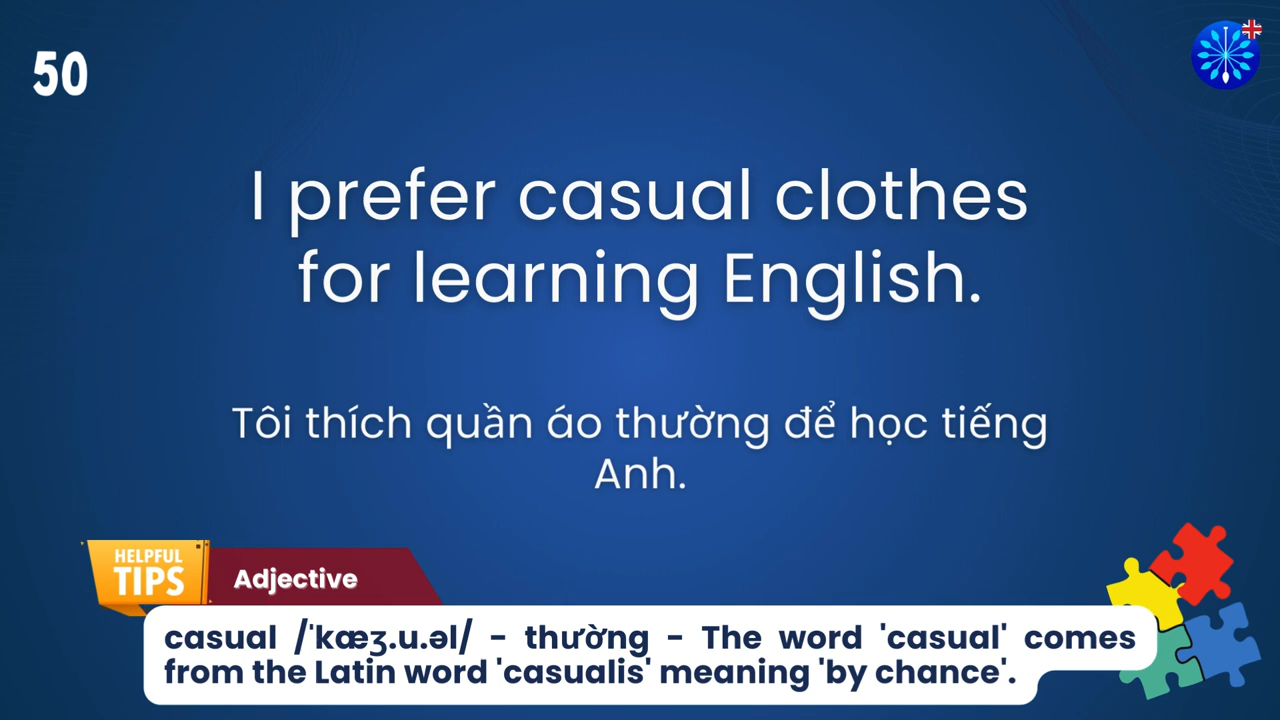 50
I prefer casual clothes
for learning English.
Tôi thích quần áo thường để học tiếng
Anh.
HELPFUL
TIPS
Adjective
casual /ˈkæʒ.u.əl/ - thường - The word 'casual' comes
from the Latin word 'casualis' meaning 'by chance'.